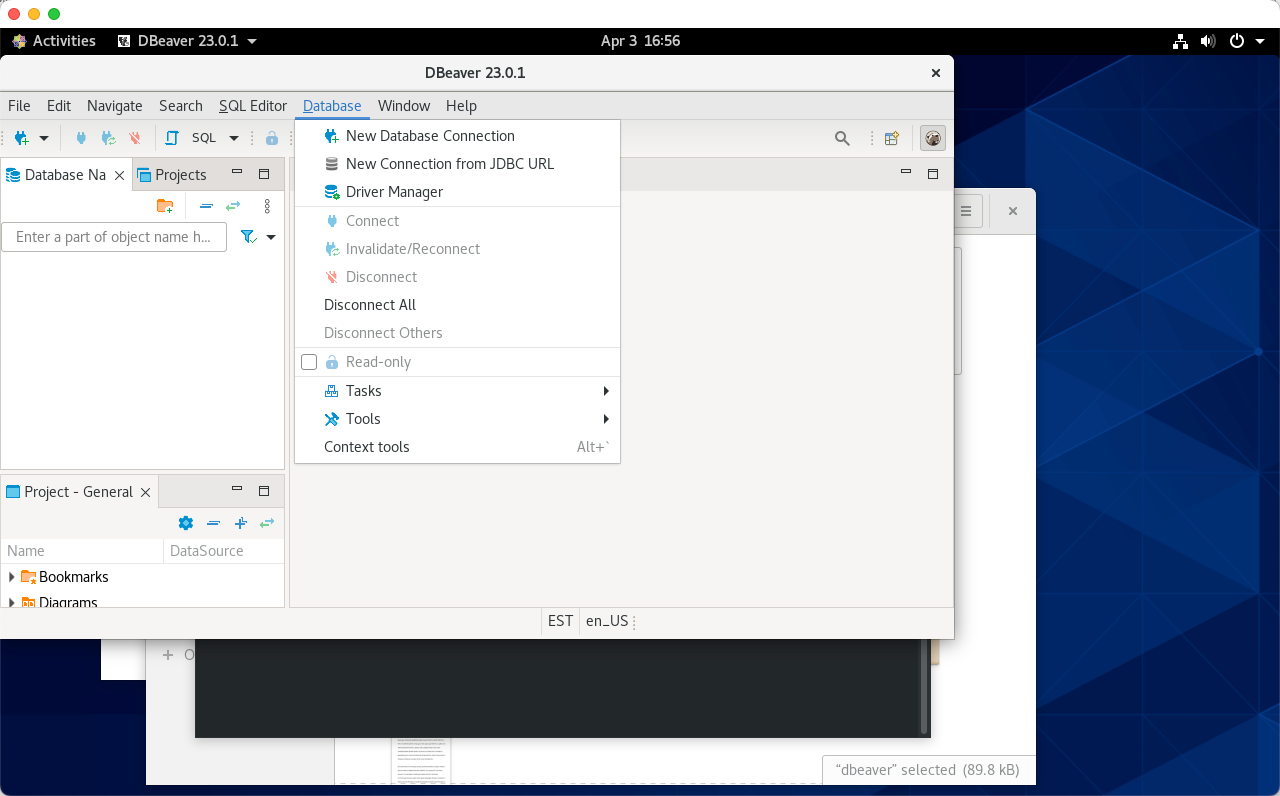 Activities
DBeaver 23.0.1
Apr 3 16:56
DBeaver 23.0.1
File Edit Navigate Search SQL Editor Database Window Help
SQL
New Database Connection
New Connection from JDBC URL
Driver Manager
Connect
Invalidate/Reconnect
Disconnect
Disconnect All
Disconnect Others
Read-only
Tasks
Tools
Context tools Alt+`
Database Na
Projects
Enter a part of object name h...
Project - General
Name DataSource
Bookmarks
Diagrams
EST en_US
"dbeaver" selected (89.8 kB)